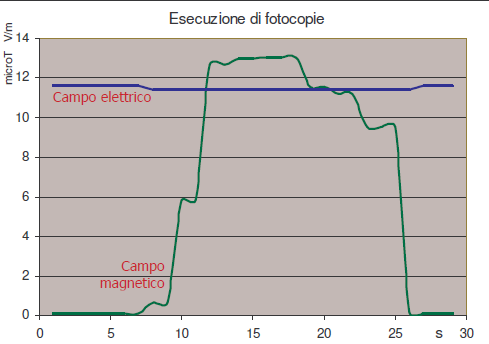 Esecuzione di fotocopie
microT V/m
14
12
10
8
6
4
2
0
Campo elettrico
Campo
magnetico
0 5 10 15 20 25 s 30